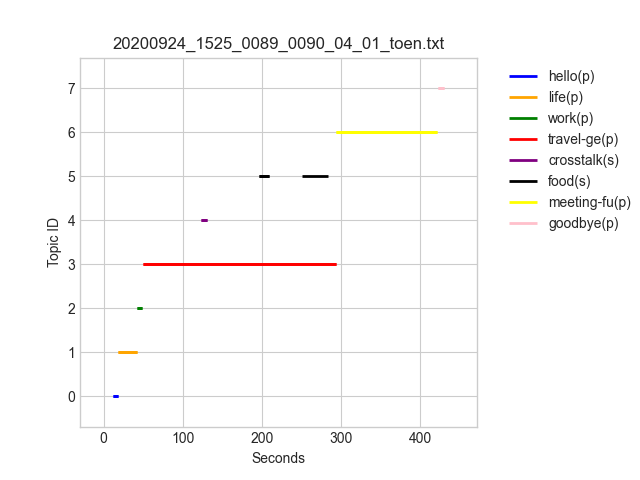 20200924_1525_0089_0090_04_01_toen.txt
Topic ID
7
6
5
4
3
2
1
0
0 100 200 300 400
Seconds
hello(p)
life(p)
work(p)
travel-ge(p)
crosstalk(s)
food(s)
meeting-fu(p)
goodbye(p)